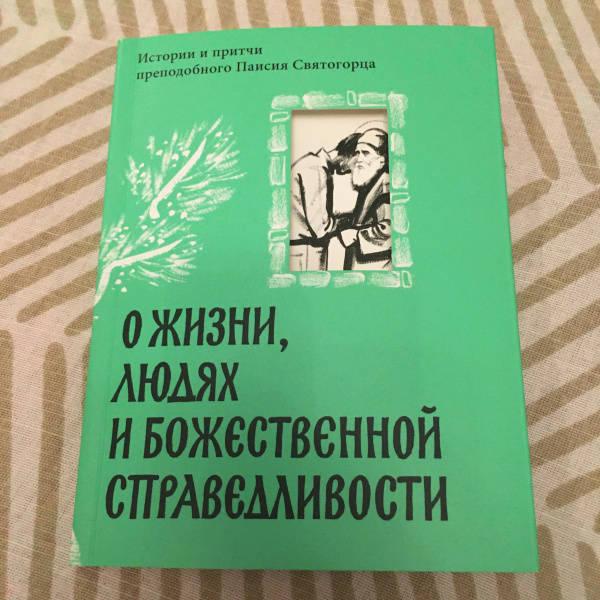 Истории и притчи
преподобного Паисия Святогорца
О ЖИЗНИ,
ЛЮДЯХ
И БОЖЕСТВЕННОЙ
СПРАВЕДЛИВОСТИ